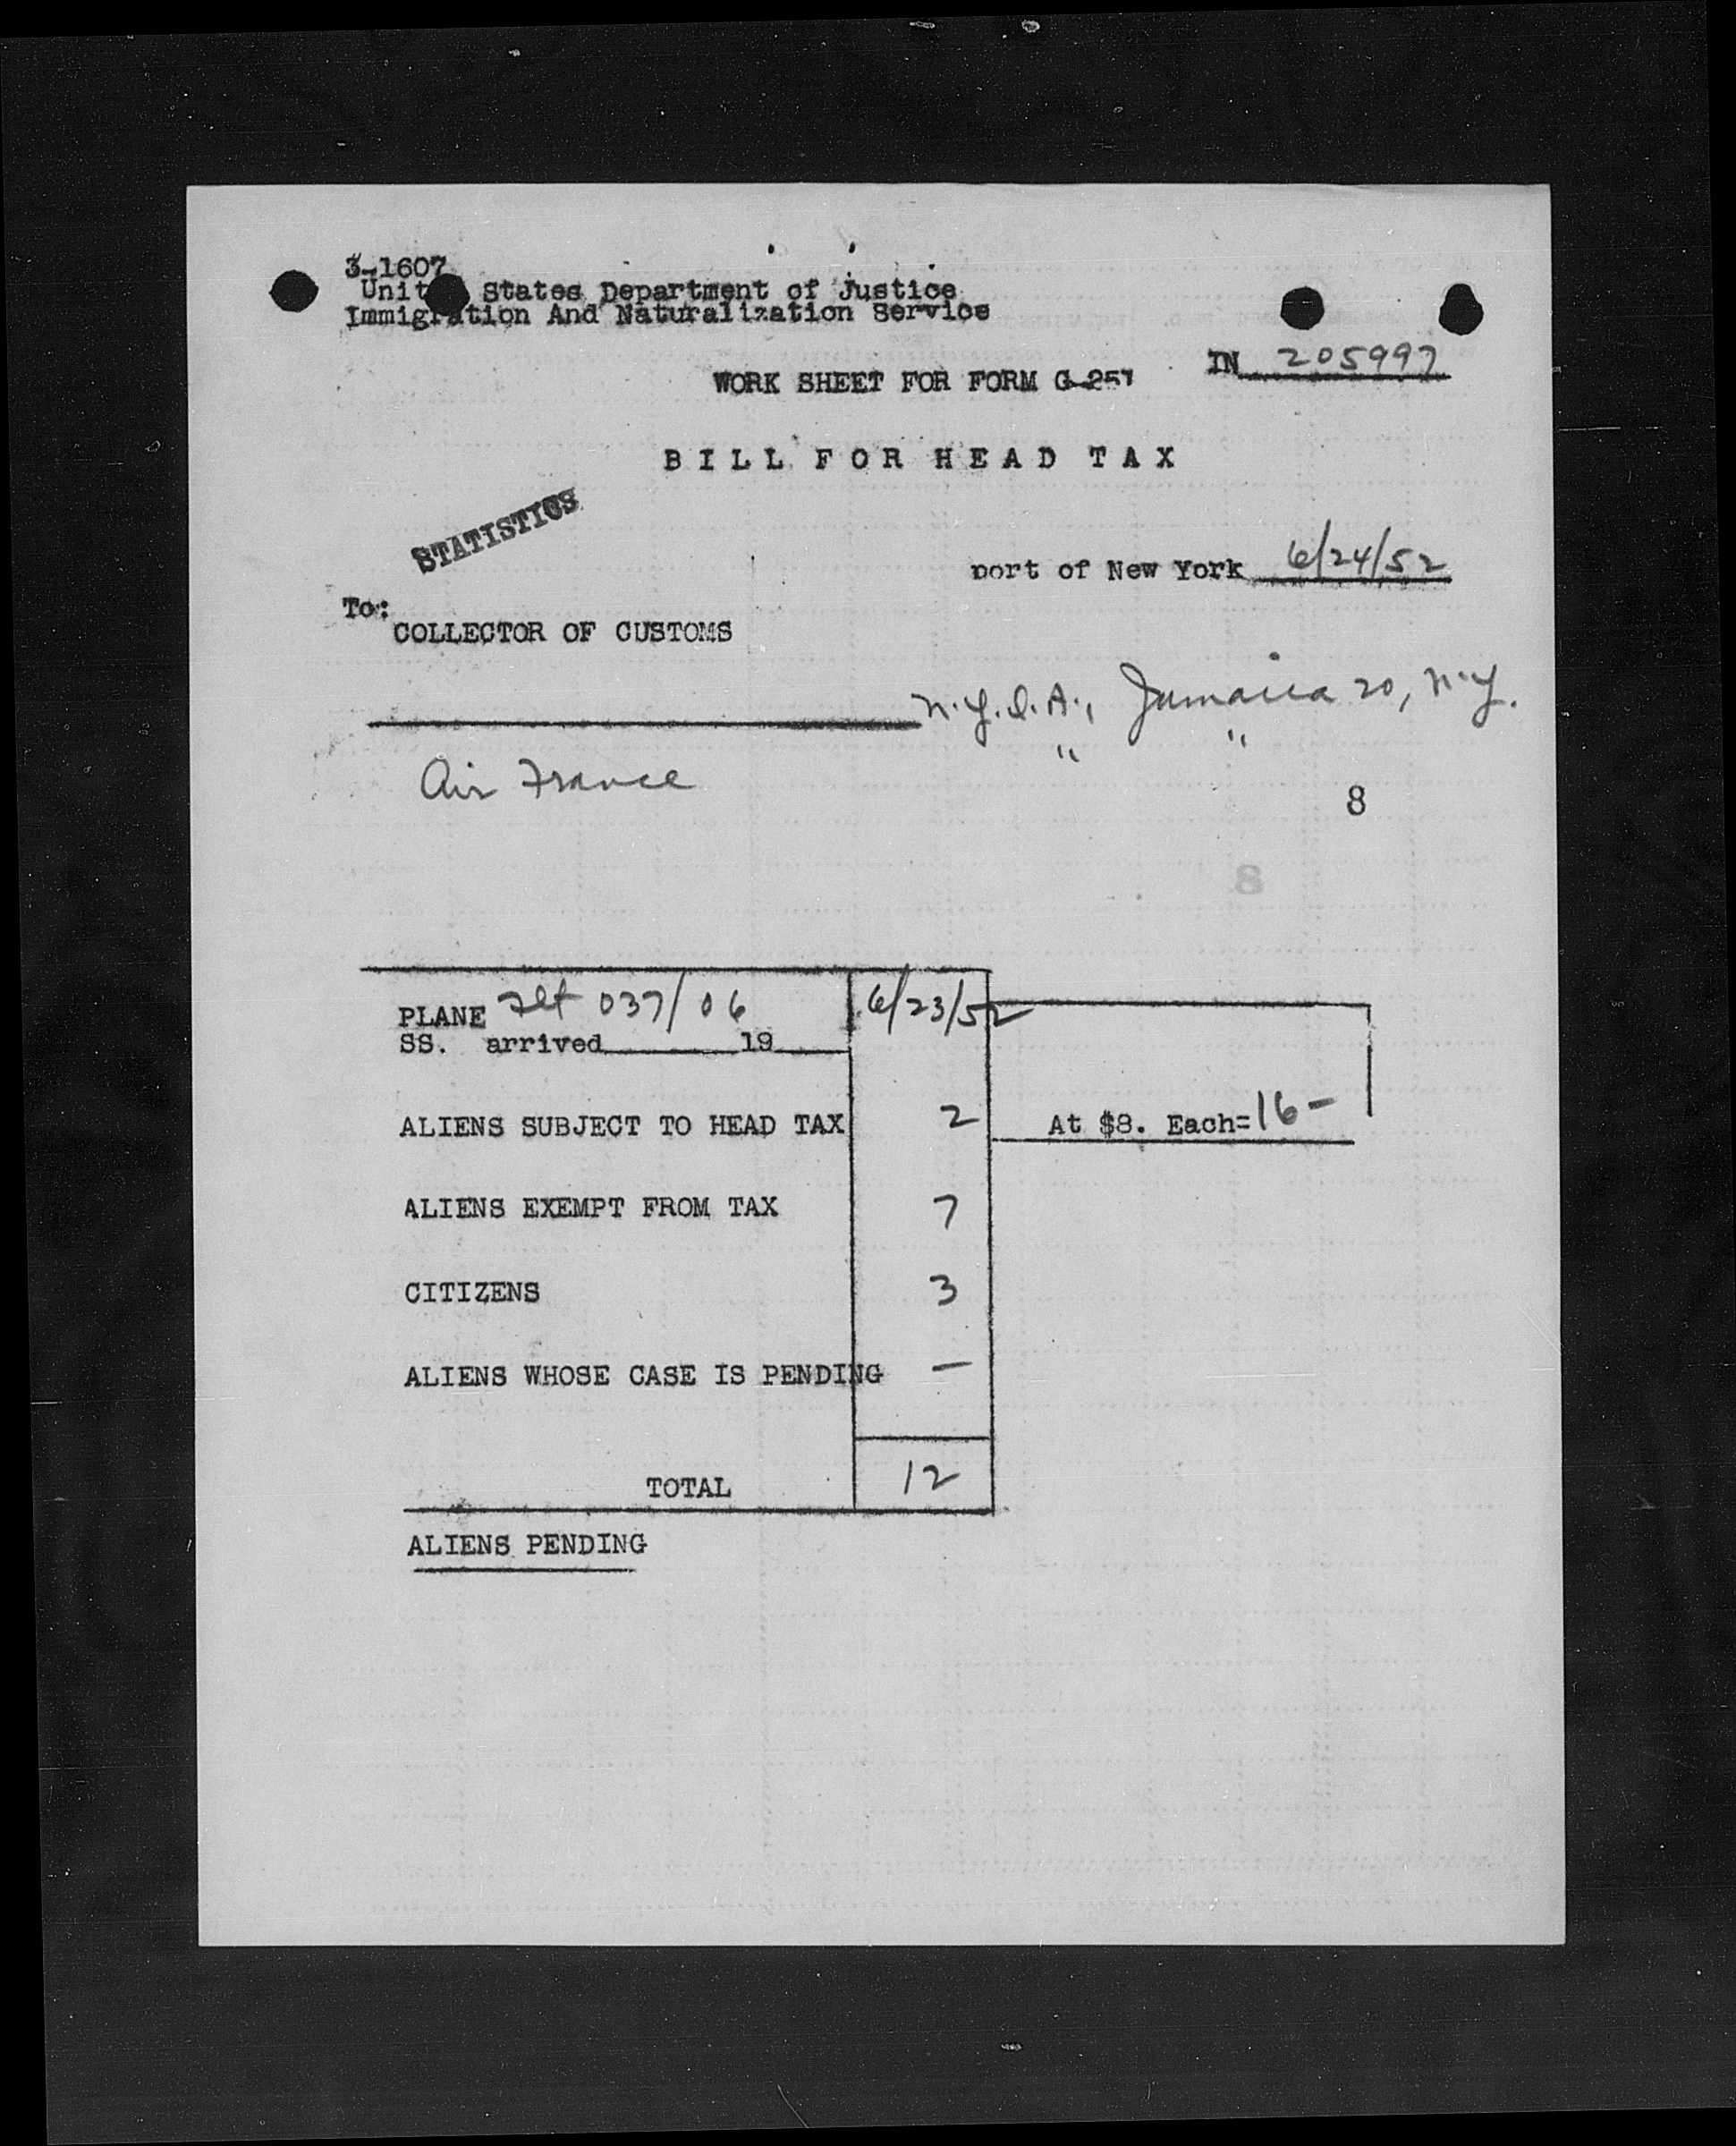 3-1607
United States Department of Justice
Immigration And Naturalization Service
IN 205997
WORK SHEET FOR FORM G-257
BILL FOR HEAD TAX
STATISTICS
port of New York 6/24/52
To:
COLLECTOR OF CUSTOMS
N.Y.I.A., Jamaica 20, N.Y.
" "
Air France
8
8
PLANE Flt 037/06 6/23/52
SS. arrived 19
ALIENS SUBJECT TO HEAD TAX 2 At $8. Each=16-
ALIENS EXEMPT FROM TAX 7
CITIZENS 3
ALIENS WHOSE CASE IS PENDING —
TOTAL 12
ALIENS PENDING